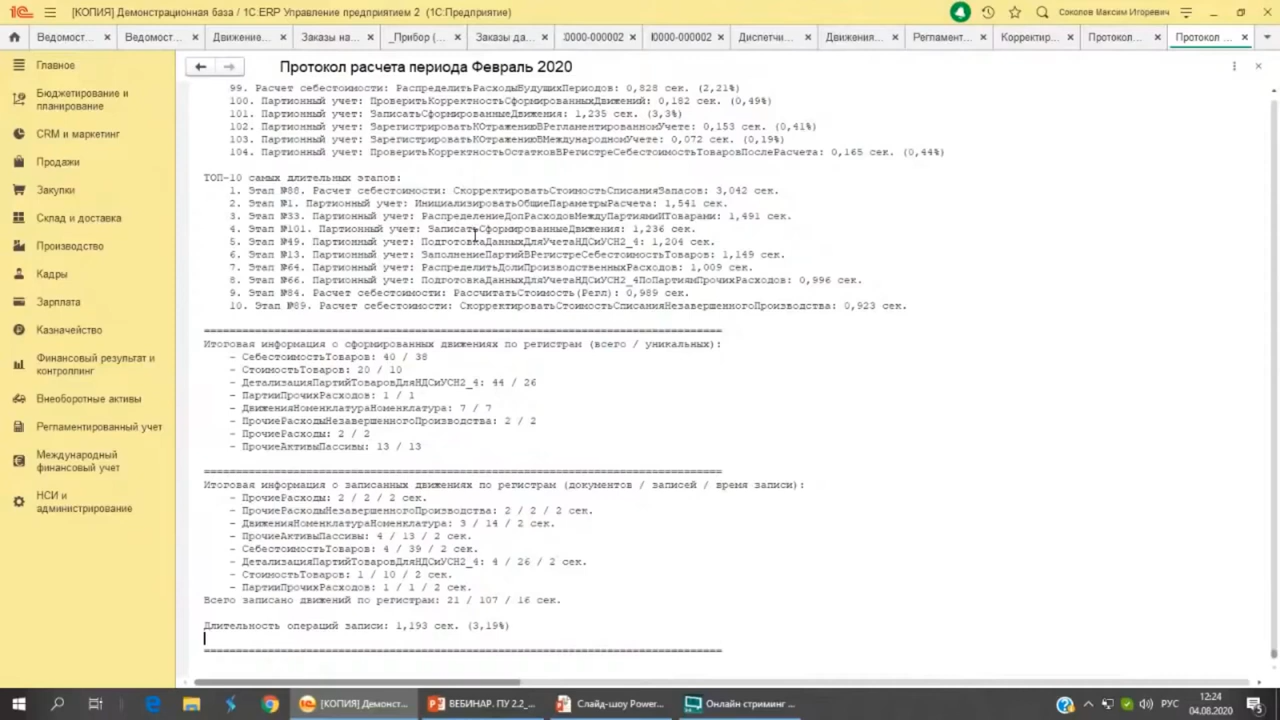 [КОПИЯ] Демонстрационная база / 1С:ERP Управление предприятием 2 (1С:Предприятие)
Соколов Максим Игоревич
Ведомост...
Ведомост...
Движение...
Заказы на...
_Прибор (...
Заказы да...
:0000-000002
I0000-000002
Диспетчи...
Движения...
Регламент...
Корректир...
Протокол...
Протокол ...
Главное
Бюджетирование и
планирование
CRM и маркетинг
Продажи
Закупки
Склад и доставка
Производство
Кадры
Зарплата
Казначейство
Финансовый результат и
контроллинг
Внеоборотные активы
Регламентированный учет
Международный
финансовый учет
НСИ и
администрирование
Протокол расчета периода Февраль 2020
99. Расчет себестоимости: РаспределитьРасходыБудущихПериодов: 0,828 сек. (2,21%)
100. Партионный учет: ПроверитьКорректностьСформированныхДвижений: 0,182 сек. (0,49%)
101. Партионный учет: ЗаписатьСформированныеДвижения: 1,235 сек. (3,3%)
102. Партионный учет: ЗарегистрироватьКОтражениюВРегламентированномУчете: 0,153 сек. (0,41%)
103. Партионный учет: ЗарегистрироватьКОтражениюВМеждународномУчете: 0,072 сек. (0,19%)
104. Партионный учет: ПроверитьКорректностьОстатковВРегистреСебестоимостьТоваровПослеРасчета: 0,165 сек. (0,44%)
ТОП-10 самых длительных этапов:
1. Этап №88. Расчет себестоимости: СкорректироватьСтоимостьСписанияЗапасов: 3,042 сек.
2. Этап №1. Партионный учет: ИнициализироватьОбщиеПараметрыРасчета: 1,541 сек.
3. Этап №33. Партионный учет: РаспределениеДопРасходовМеждуПартиямиИТоварами: 1,491 сек.
4. Этап №101. Партионный учет: ЗаписатьСформированныеДвижения: 1,236 сек.
5. Этап №49. Партионный учет: ПодготовкаДанныхДляУчетаНДСиУСН2_4: 1,204 сек.
6. Этап №13. Партионный учет: ЗаполнениеПартийВРегистреСебестоимостьТоваров: 1,149 сек.
7. Этап №64. Партионный учет: РаспределитьДолиПроизводственныхРасходов: 1,009 сек.
8. Этап №66. Партионный учет: ПодготовкаДанныхДляУчетаНДСиУСН2_4ПоПартиямПрочихРасходов: 0,996 сек.
9. Этап №84. Расчет себестоимости: РассчитатьСтоимость(Регл): 0,989 сек.
10. Этап №89. Расчет себестоимости: СкорректироватьСтоимостьСписанияНезавершенногоПроизводства: 0,923 сек.
Итоговая информация о сформированных движениях по регистрам (всего / уникальных):
- СебестоимостьТоваров: 40 / 38
- СтоимостьТоваров: 20 / 10
- ДетализацияПартийТоваровДляНДСиУСН2_4: 44 / 26
- ПартииПрочихРасходов: 1 / 1
- ДвиженияНоменклатураНоменклатура: 7 / 7
- ПрочиеРасходыНезавершенногоПроизводства: 2 / 2
- ПрочиеРасходы: 2 / 2
- ПрочиеАктивыПассивы: 13 / 13
Итоговая информация о записанных движениях по регистрам (документов / записей / время записи):
- ПрочиеРасходы: 2 / 2 / 2 сек.
- ПрочиеРасходыНезавершенногоПроизводства: 2 / 2 / 2 сек.
- ДвиженияНоменклатураНоменклатура: 3 / 14 / 2 сек.
- ПрочиеАктивыПассивы: 4 / 13 / 2 сек.
- СебестоимостьТоваров: 4 / 39 / 2 сек.
- ДетализацияПартийТоваровДляНДСиУСН2_4: 4 / 26 / 2 сек.
- СтоимостьТоваров: 1 / 10 / 2 сек.
- ПартииПрочихРасходов: 1 / 1 / 2 сек.
Всего записано движений по регистрам: 21 / 107 / 16 сек.
Длительность операций записи: 1,193 сек. (3,19%)
[КОПИЯ] Демонст...
ВЕБИНАР. ПУ 2.2_...
Слайд-шоу Power...
Онлайн стриминг ...
РУС
12:24
04.08.2020